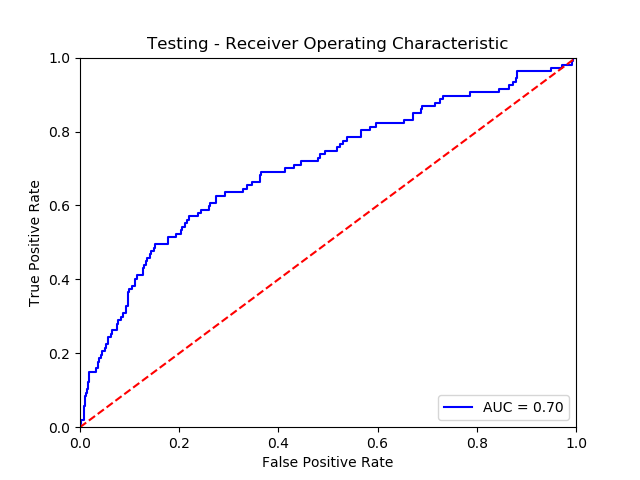 Testing - Receiver Operating Characteristic
1.0
0.8
0.6
0.4
0.2
0.0
True Positive Rate
AUC = 0.70
0.0 0.2 0.4 0.6 0.8 1.0
False Positive Rate